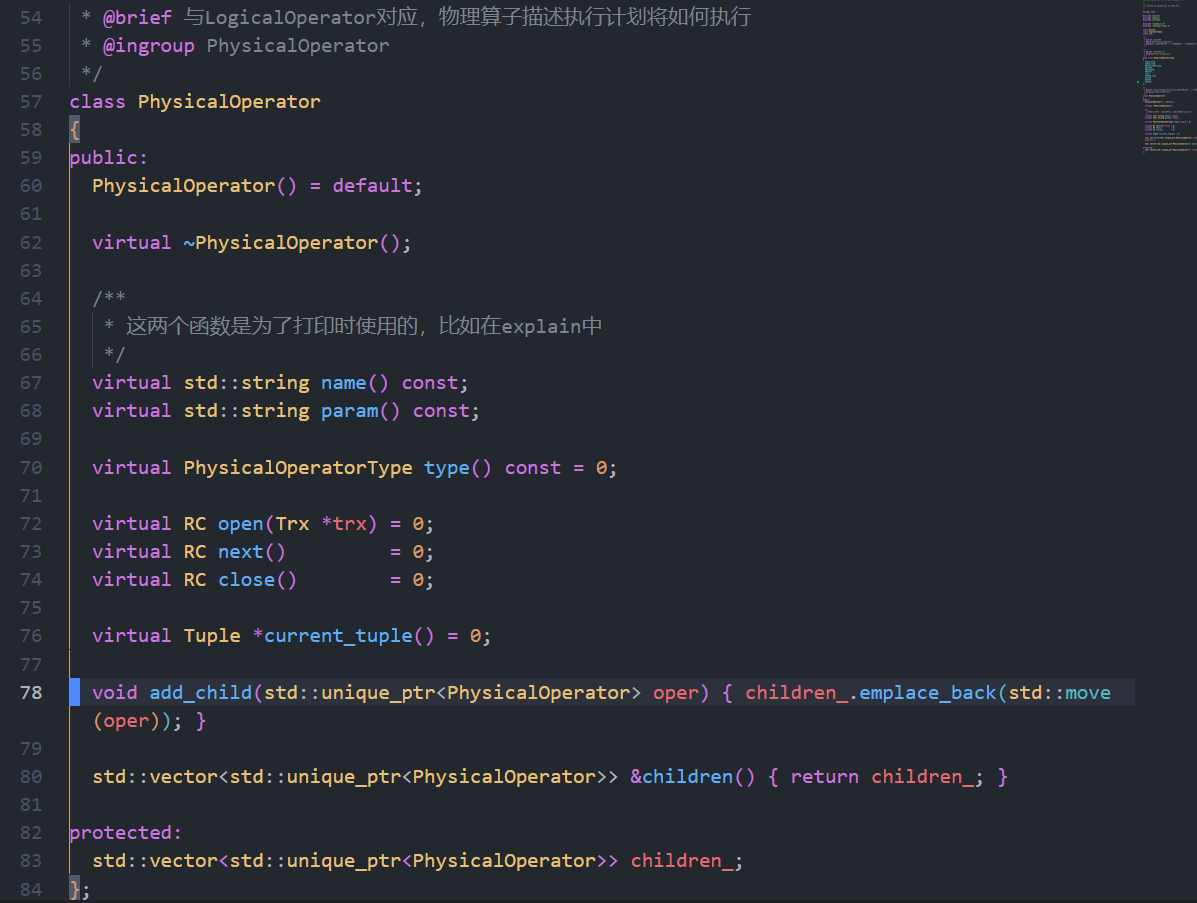 54 * @brief 与LogicalOperator对应，物理算子描述执行计划将如何执行
55 * @ingroup PhysicalOperator
56 */
57 class PhysicalOperator
58 {
59 public:
60 PhysicalOperator() = default;
61
62 virtual ~PhysicalOperator();
63
64 /**
65 * 这两个函数是为了打印时使用的，比如在explain中
66 */
67 virtual std::string name() const;
68 virtual std::string param() const;
69
70 virtual PhysicalOperatorType type() const = 0;
71
72 virtual RC open(Trx *trx) = 0;
73 virtual RC next()         = 0;
74 virtual RC close()        = 0;
75
76 virtual Tuple *current_tuple() = 0;
77
78 void add_child(std::unique_ptr<PhysicalOperator> oper) { children_.emplace_back(std::move
(oper)); }
79
80 std::vector<std::unique_ptr<PhysicalOperator>> &children() { return children_; }
81
82 protected:
83 std::vector<std::unique_ptr<PhysicalOperator>> children_;
84 };